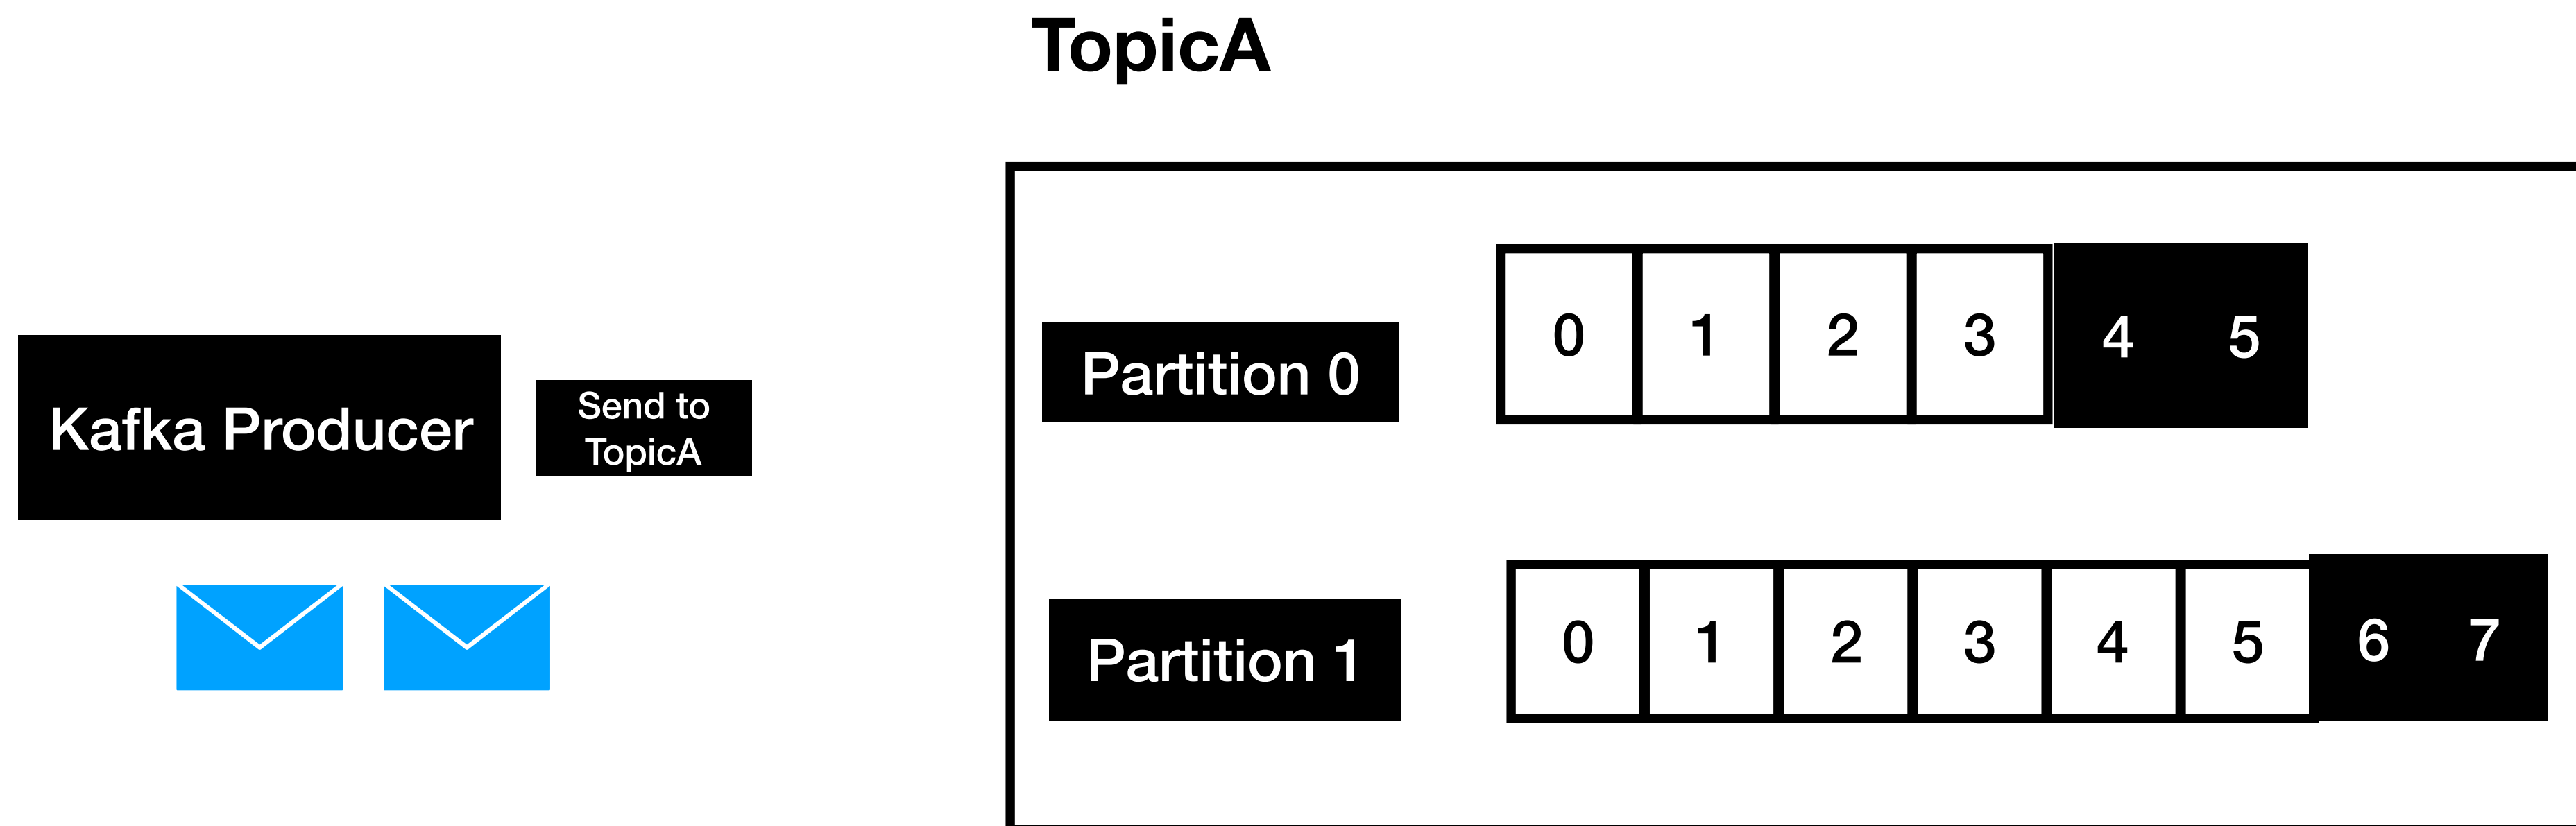 TopicA
Kafka Producer
Send to
TopicA
Partition 0
0 1 2 3 4 5
Partition 1
0 1 2 3 4 5 6 7